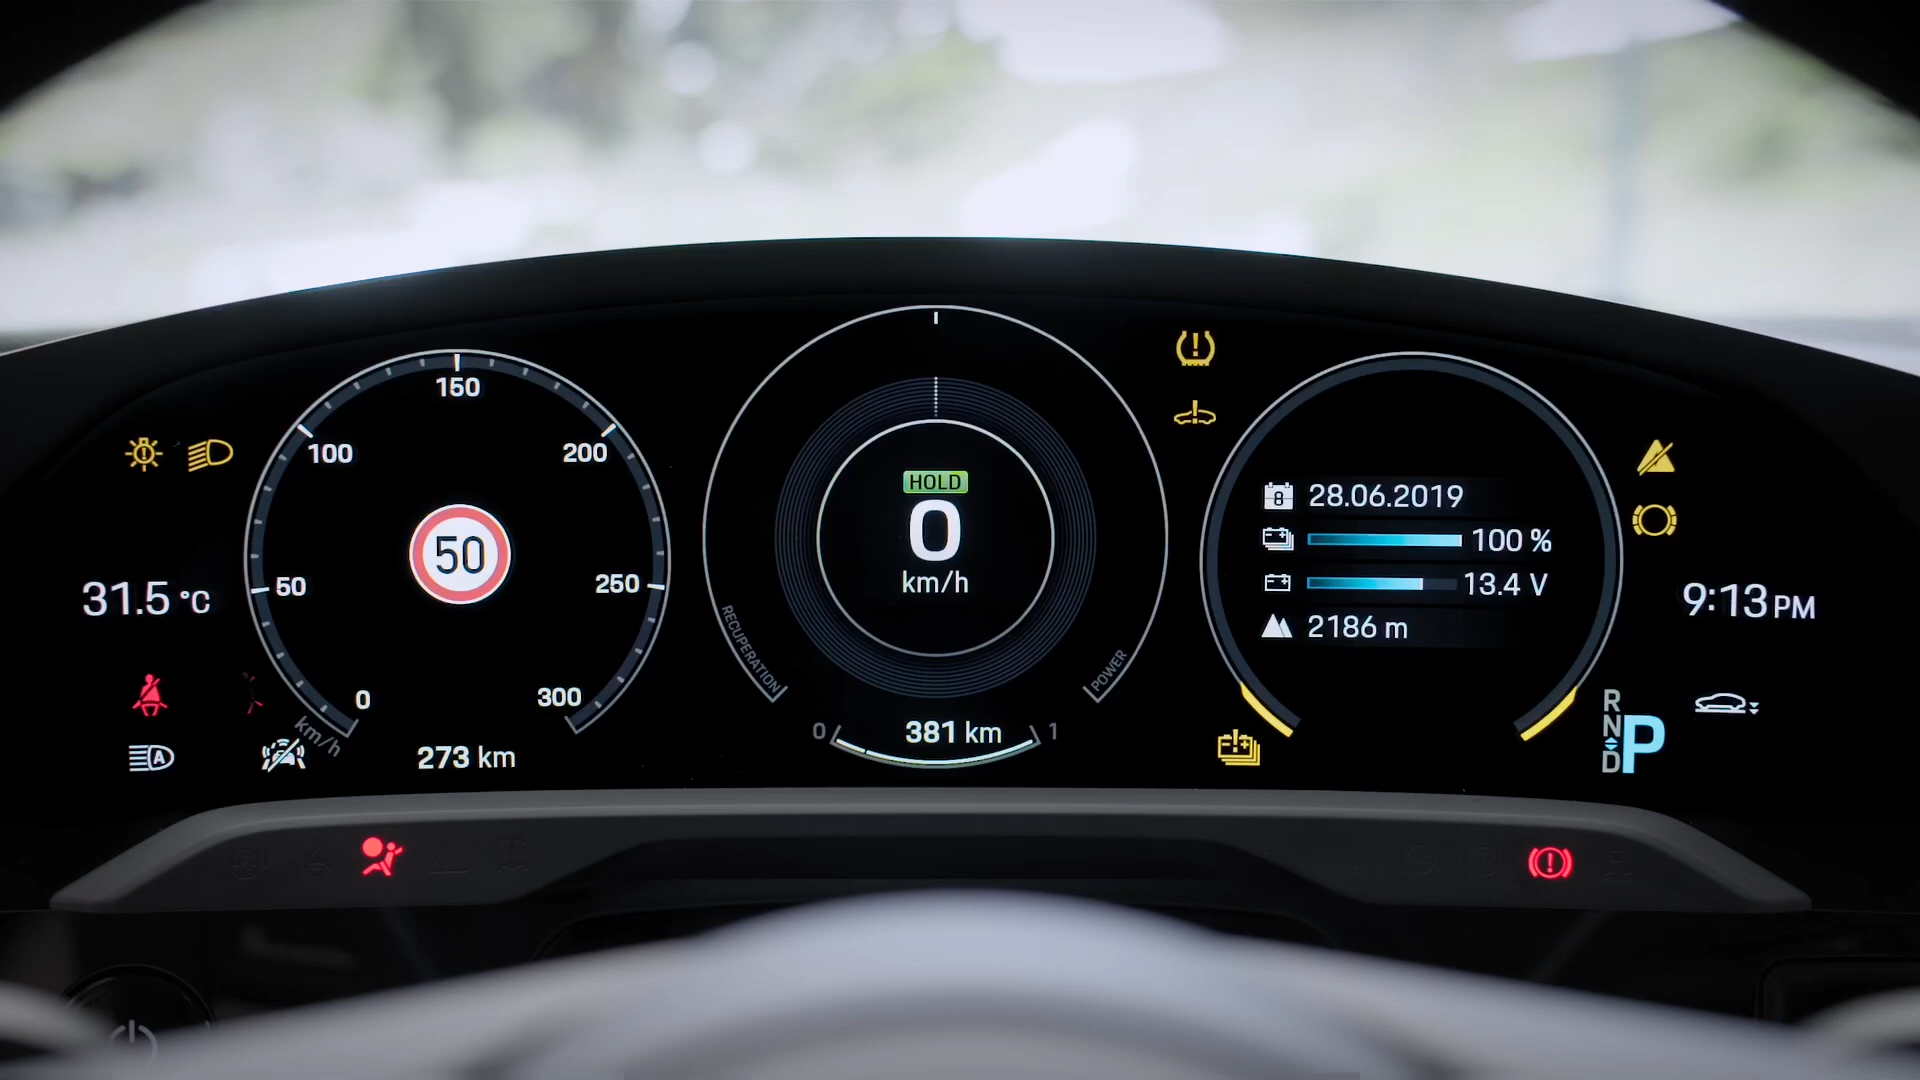 150
100
200
50
50
250
0
300
km/h
31.5 °C
A
273 km
HOLD
0
km/h
RECUPERATION
POWER
0
381 km
1
8
28.06.2019
100 %
13.4 V
2186 m
9:13 PM
R
N
D
P